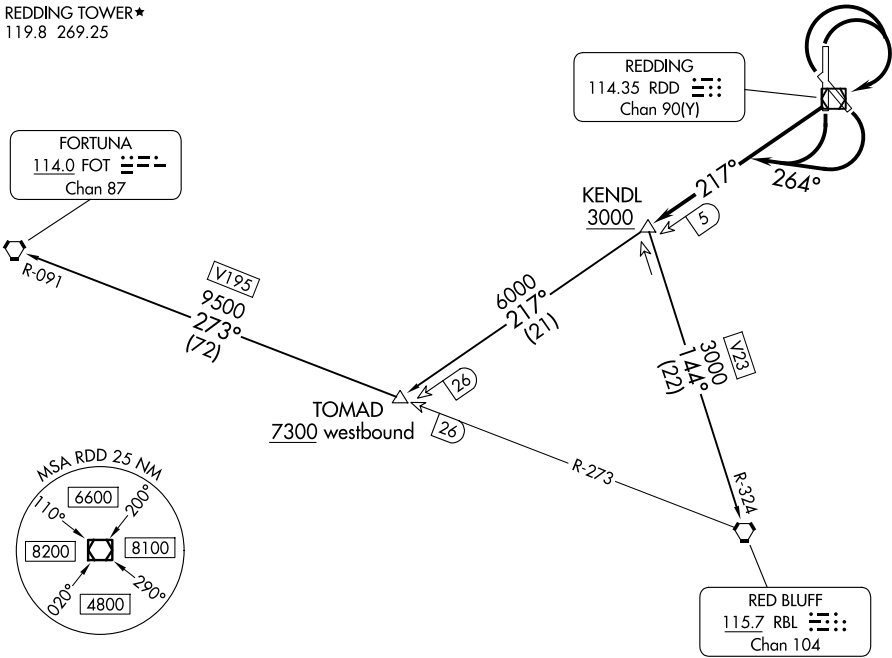 REDDING TOWER★
119.8 269.25
REDDING
114.35 RDD
Chan 90(Y)
FORTUNA
114.0 FOT
Chan 87
217°
264°
KENDL
3000
5
R-091
V195
9500
273°
(72)
6000
217°
(21)
V23
3000
144°
(22)
26
TOMAD
7300 westbound
26
R-273
R-324
MSA RDD 25 NM
110°
6600
200°
8200
8100
020°
4800
290°
RED BLUFF
115.7 RBL
Chan 104